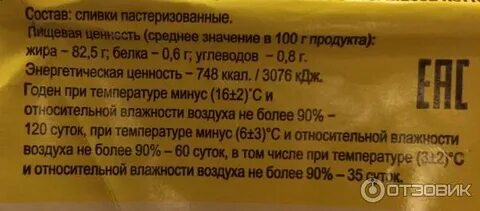 Состав: сливки пастеризованные.
Пищевая ценность (среднее значение в 100 г продукта):
жира – 82,5 г; белка – 0,6 г; углеводов – 0,8 г.
Энергетическая ценность – 748 ккал. / 3076 кДж.
Годен при температуре минус (16±2)°С и
относительной влажности воздуха не более 90% –
120 суток, при температуре минус (6±3)°С и относительной влажности
воздуха не более 90% – 60 суток, в том числе при температуре (3±2)°С
и относительной влажности воздуха не более 90% – 35 суток.
ЕАС
ОТЗОВИК